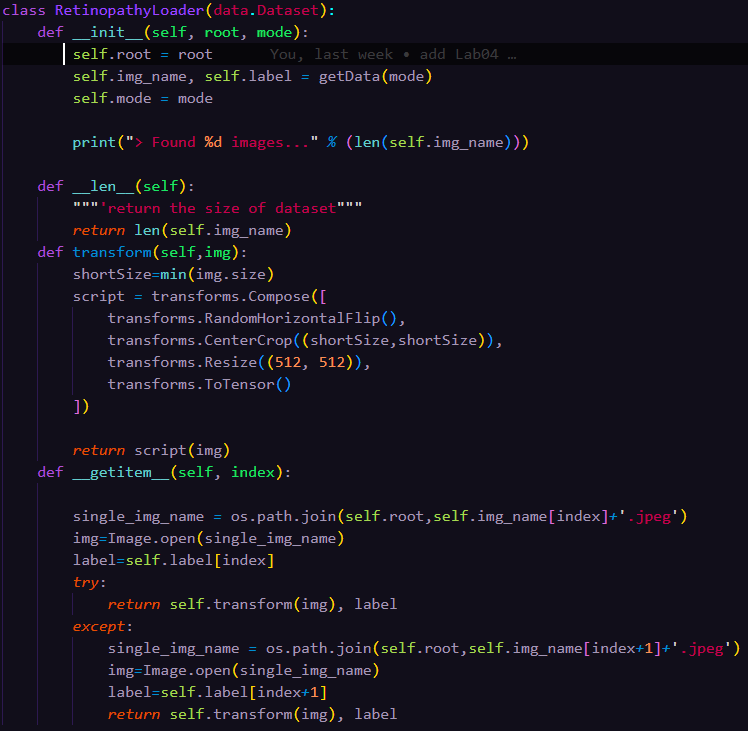 class RetinopathyLoader(data.Dataset):
    def __init__(self, root, mode):
        self.root = root      You, last week • add Lab04 …
        self.img_name, self.label = getData(mode)
        self.mode = mode

        print("> Found %d images..." % (len(self.img_name)))

    def __len__(self):
        """'return the size of dataset"""
        return len(self.img_name)
    def transform(self,img):
        shortSize=min(img.size)
        script = transforms.Compose([
            transforms.RandomHorizontalFlip(),
            transforms.CenterCrop((shortSize,shortSize)),
            transforms.Resize((512, 512)),
            transforms.ToTensor()
        ])

        return script(img)
    def __getitem__(self, index):

        single_img_name = os.path.join(self.root,self.img_name[index]+'.jpeg')
        img=Image.open(single_img_name)
        label=self.label[index]
        try:
            return self.transform(img), label
        except:
            single_img_name = os.path.join(self.root,self.img_name[index+1]+'.jpeg')
            img=Image.open(single_img_name)
            label=self.label[index+1]
            return self.transform(img), label